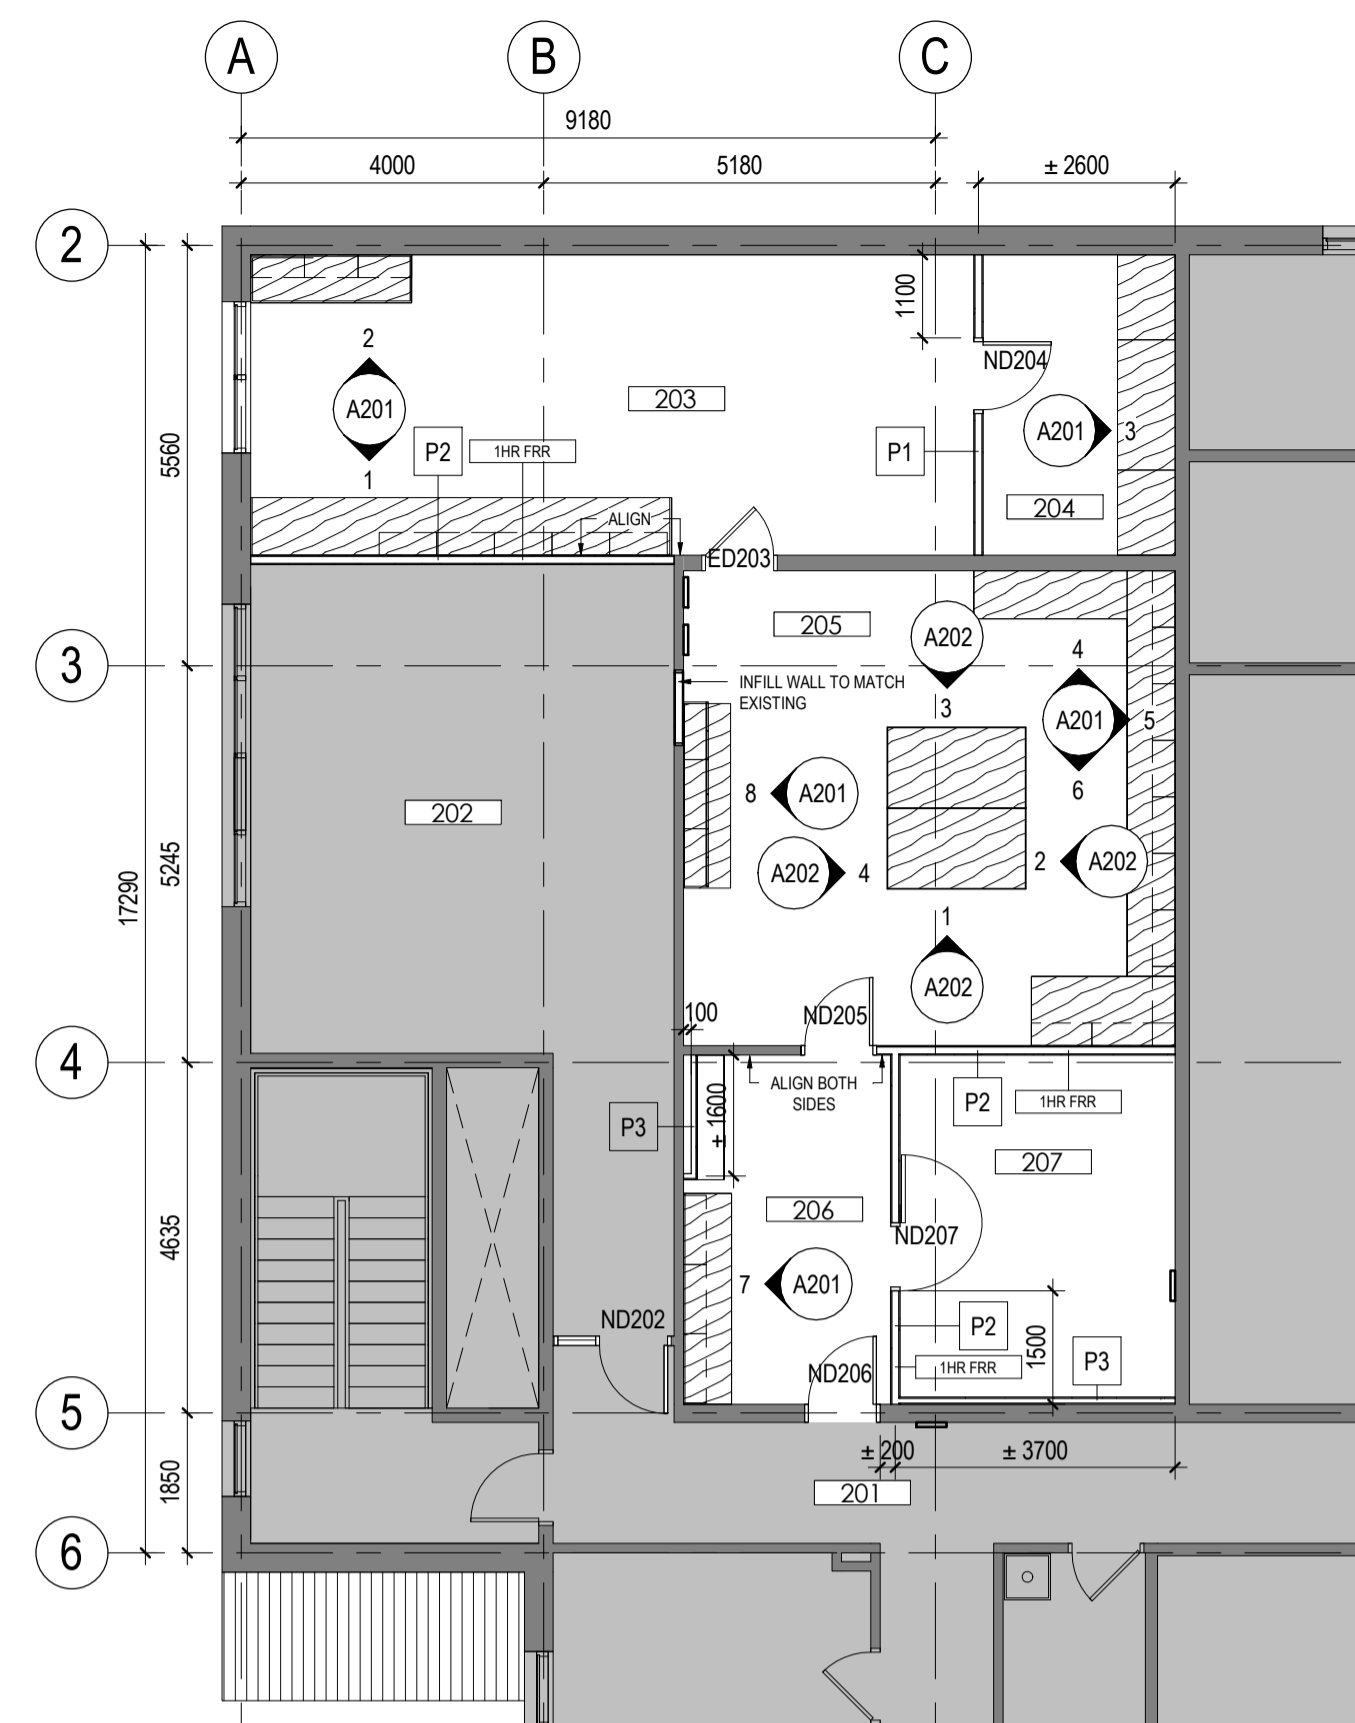 A
B
C
9180
4000
5180
± 2600
2
1100
2
ND204
203
A201
A201
3
5560
P2
1HR FRR
P1
1
204
ALIGN
ED203
205
A202
3
4
INFILL WALL TO MATCH
EXISTING
3
A201
5
8
A201
6
202
17290
5245
A202
4
2
A202
1
A202
100
ND205
4
ALIGN BOTH
SIDES
P2
1HR FRR
± 1600
P3
207
206
4635
ND207
7
A201
ND202
P2
1500
P3
1HR FRR
ND206
5
± 200
± 3700
1850
201
6